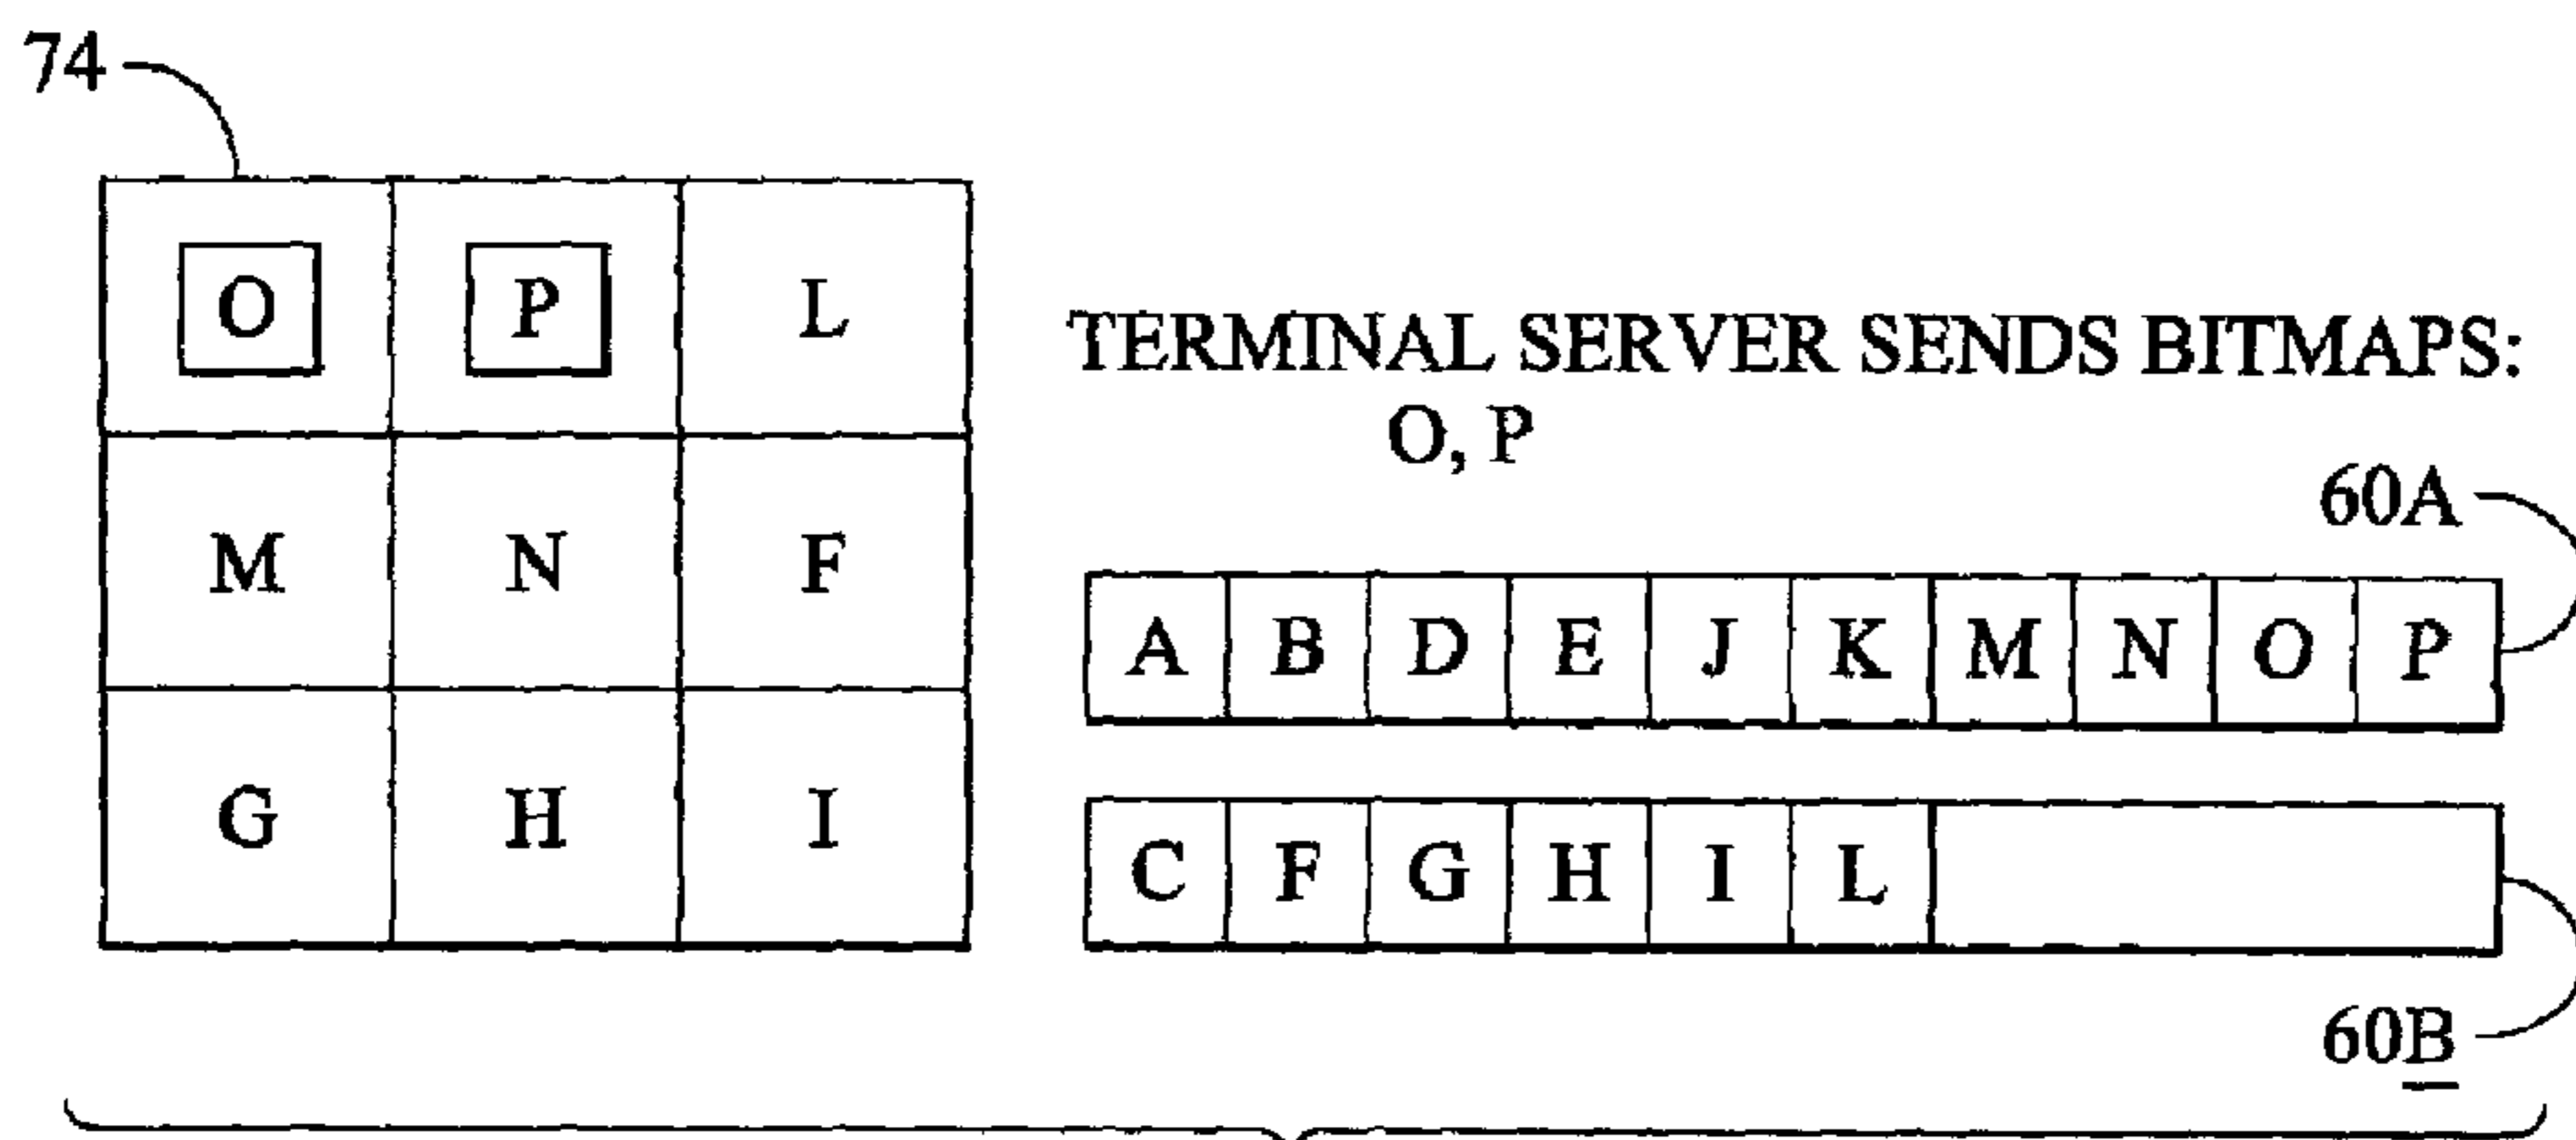 74
O P L
TERMINAL SERVER SENDS BITMAPS:
O, P
M N F
60A
A B D E J K M N O P
G H I
C F G H I L
60B